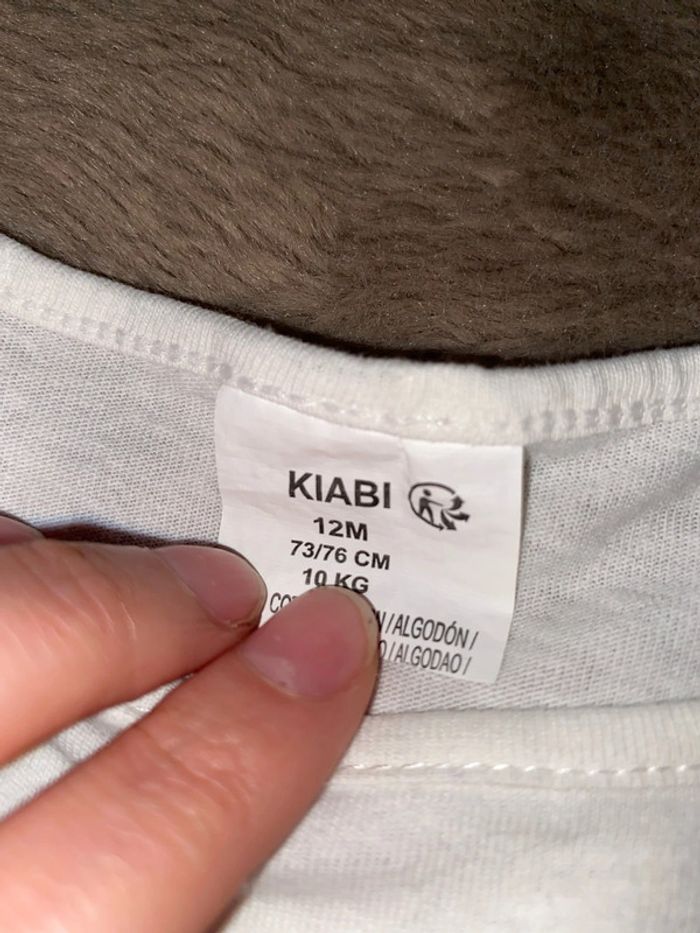 KIABI
12M
73/76 CM
10 KG
/ALGODÓN/
/ALGODAO/